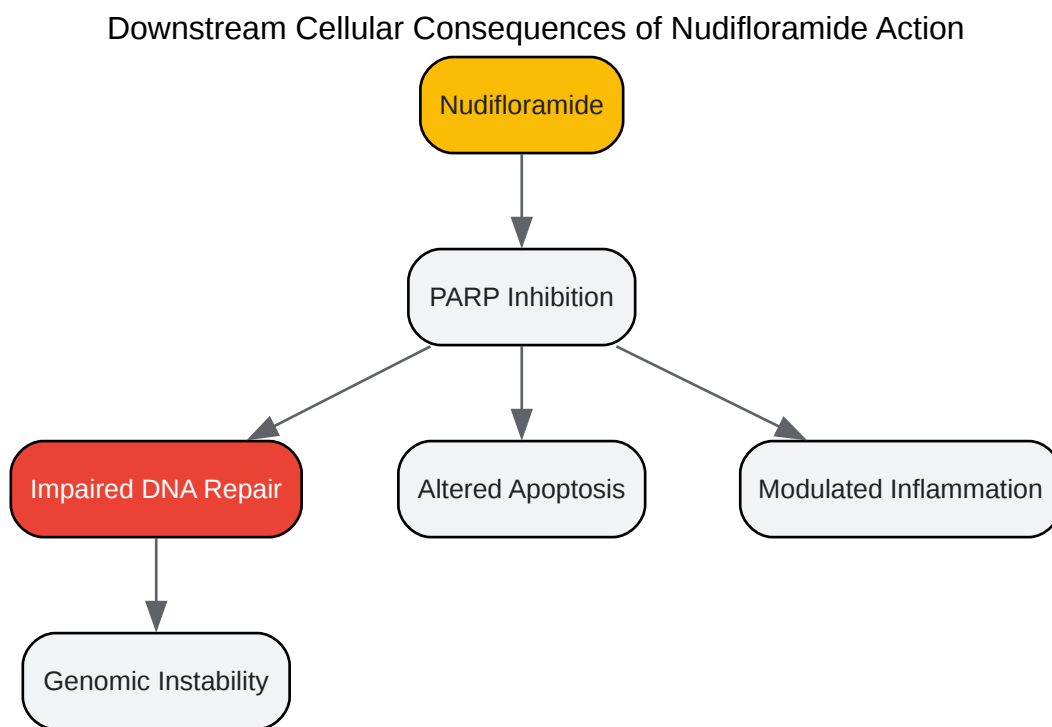 Downstream Cellular Consequences of Nudifloramide Action
Nudifloramide
PARP Inhibition
Impaired DNA Repair
Altered Apoptosis
Modulated Inflammation
Genomic Instability